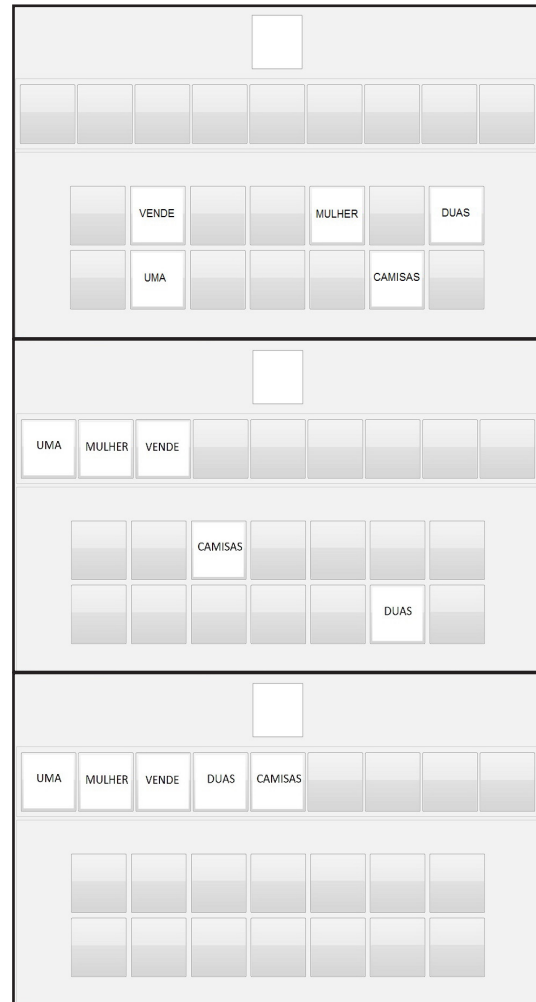 VENDE MULHER DUAS
UMA CAMISAS
UMA MULHER VENDE
CAMISAS
DUAS
UMA MULHER VENDE DUAS CAMISAS